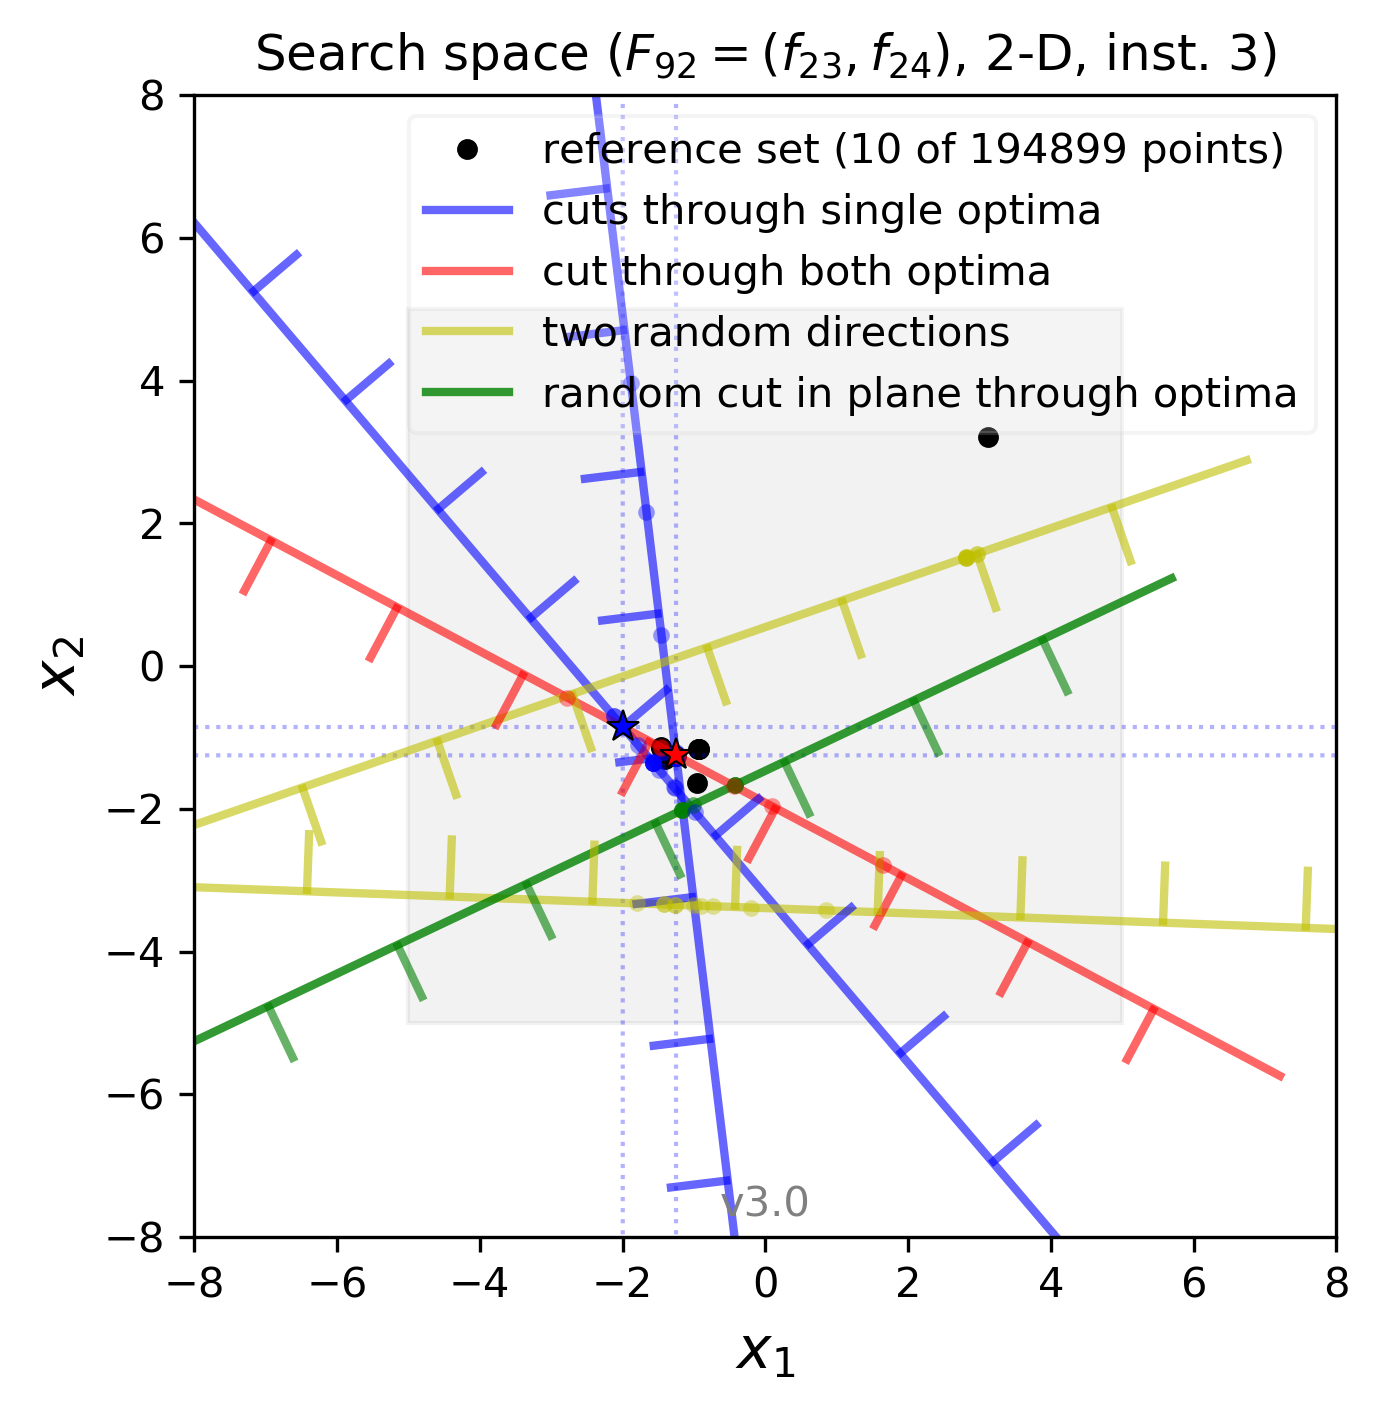 Search space (F₉₂ = (f₂₃, f₂₄), 2-D, inst. 3)
8
6
4
2
0
−2
−4
−6
−8
x₂
reference set (10 of 194899 points)
cuts through single optima
cut through both optima
two random directions
random cut in plane through optima
v3.0
−8 −6 −4 −2 0 2 4 6 8
x₁